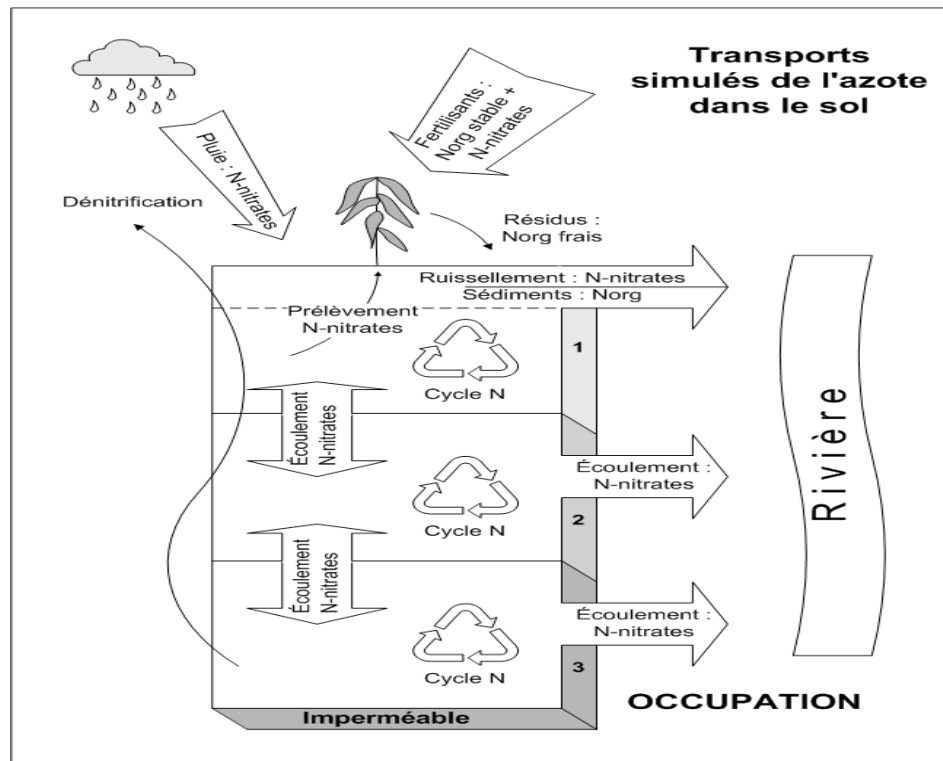 Transports
simulés de l'azote
dans le sol
Fertilisants :
Norg stable +
N-nitrates
Pluie : N-nitrates
Dénitrification
Résidus :
Norg frais
Ruissellement : N-nitrates
Sédiments : Norg
Prélèvement
N-nitrates
1
Cycle N
Écoulement
N-nitrates
Écoulement :
N-nitrates
2
Cycle N
Écoulement
N-nitrates
Écoulement :
N-nitrates
3
Cycle N
Rivière
OCCUPATION
Imperméable